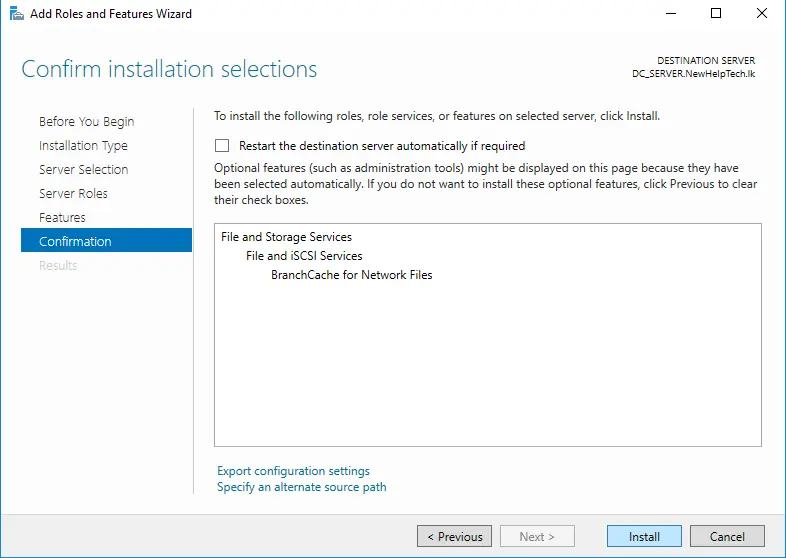 Add Roles and Features Wizard
Confirm installation selections
DESTINATION SERVER
DC_SERVER.NewHelpTech.lk
Before You Begin
Installation Type
Server Selection
Server Roles
Features
Confirmation
Results
To install the following roles, role services, or features on selected server, click Install.
Restart the destination server automatically if required
Optional features (such as administration tools) might be displayed on this page because they have
been selected automatically. If you do not want to install these optional features, click Previous to clear
their check boxes.
File and Storage Services
File and iSCSI Services
BranchCache for Network Files
Export configuration settings
Specify an alternate source path
< Previous
Next >
Install
Cancel